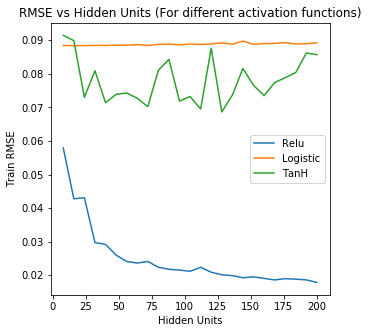 RMSE vs Hidden Units (For different activation functions)
0.09
0.08
0.07
0.06
0.05
0.04
0.03
0.02
Train RMSE
Relu
Logistic
TanH
0 25 50 75 100 125 150 175 200
Hidden Units